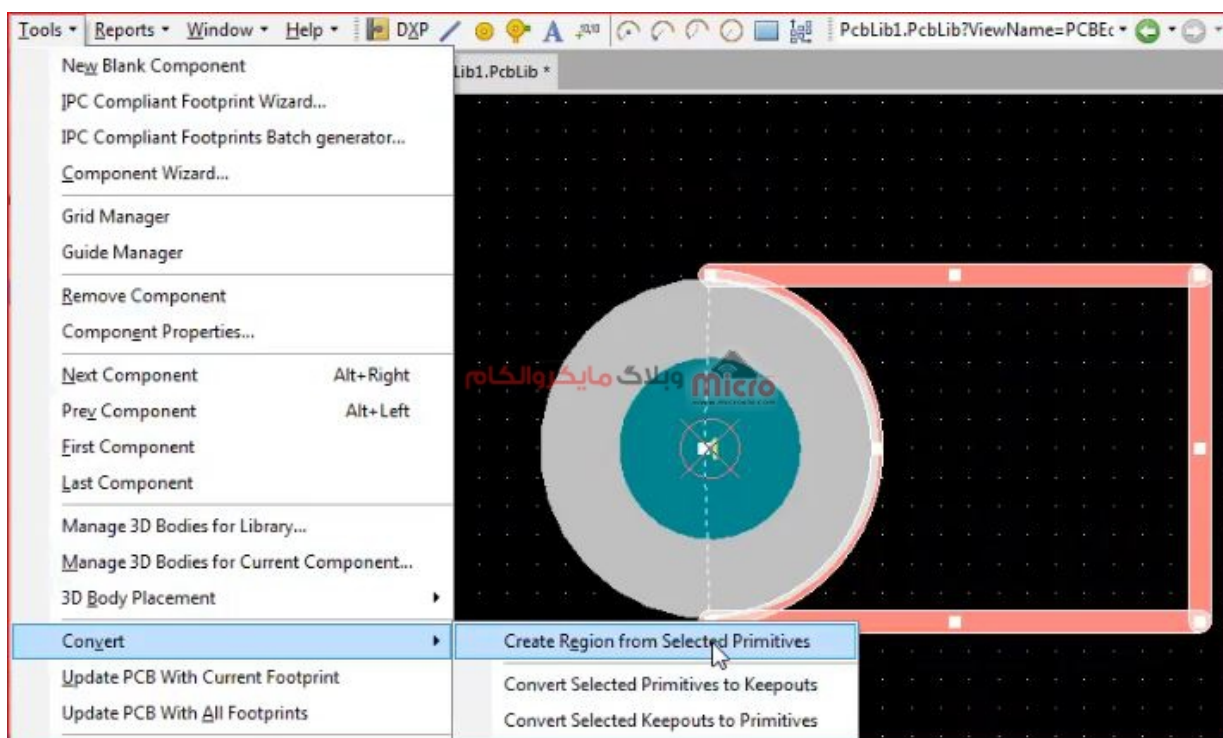 Tools Reports Window Help DXP A +10,10 PcbLib1.PcbLib?ViewName=PCBEc
New Blank Component
Lib1.PcbLib *
IPC Compliant Footprint Wizard...
IPC Compliant Footprints Batch generator...
Component Wizard...
Grid Manager
Guide Manager
Remove Component
Component Properties...
Next Component Alt+Right
وبلاگ مایکروالکام
Micro
Prev Component Alt+Left
First Component
Last Component
Manage 3D Bodies for Library...
Manage 3D Bodies for Current Component...
3D Body Placement
Convert
Create Region from Selected Primitives
Update PCB With Current Footprint
Convert Selected Primitives to Keepouts
Update PCB With All Footprints
Convert Selected Keepouts to Primitives